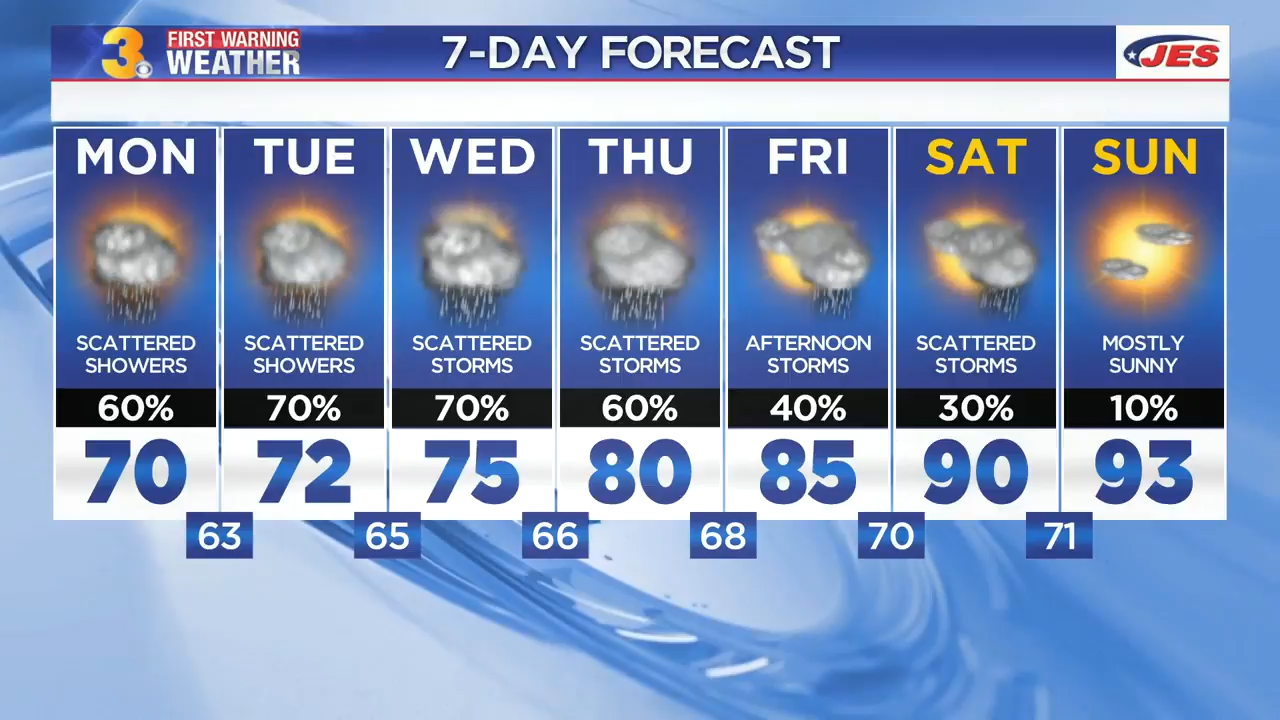 3 FIRST WARNING
WEATHER
7-DAY FORECAST
JES
MON TUE WED THU FRI SAT SUN
SCATTERED SHOWERS
SCATTERED SHOWERS
SCATTERED STORMS
SCATTERED STORMS
AFTERNOON STORMS
SCATTERED STORMS
MOSTLY SUNNY
60% 70% 70% 60% 40% 30% 10%
70 72 75 80 85 90 93
63 65 66 68 70 71